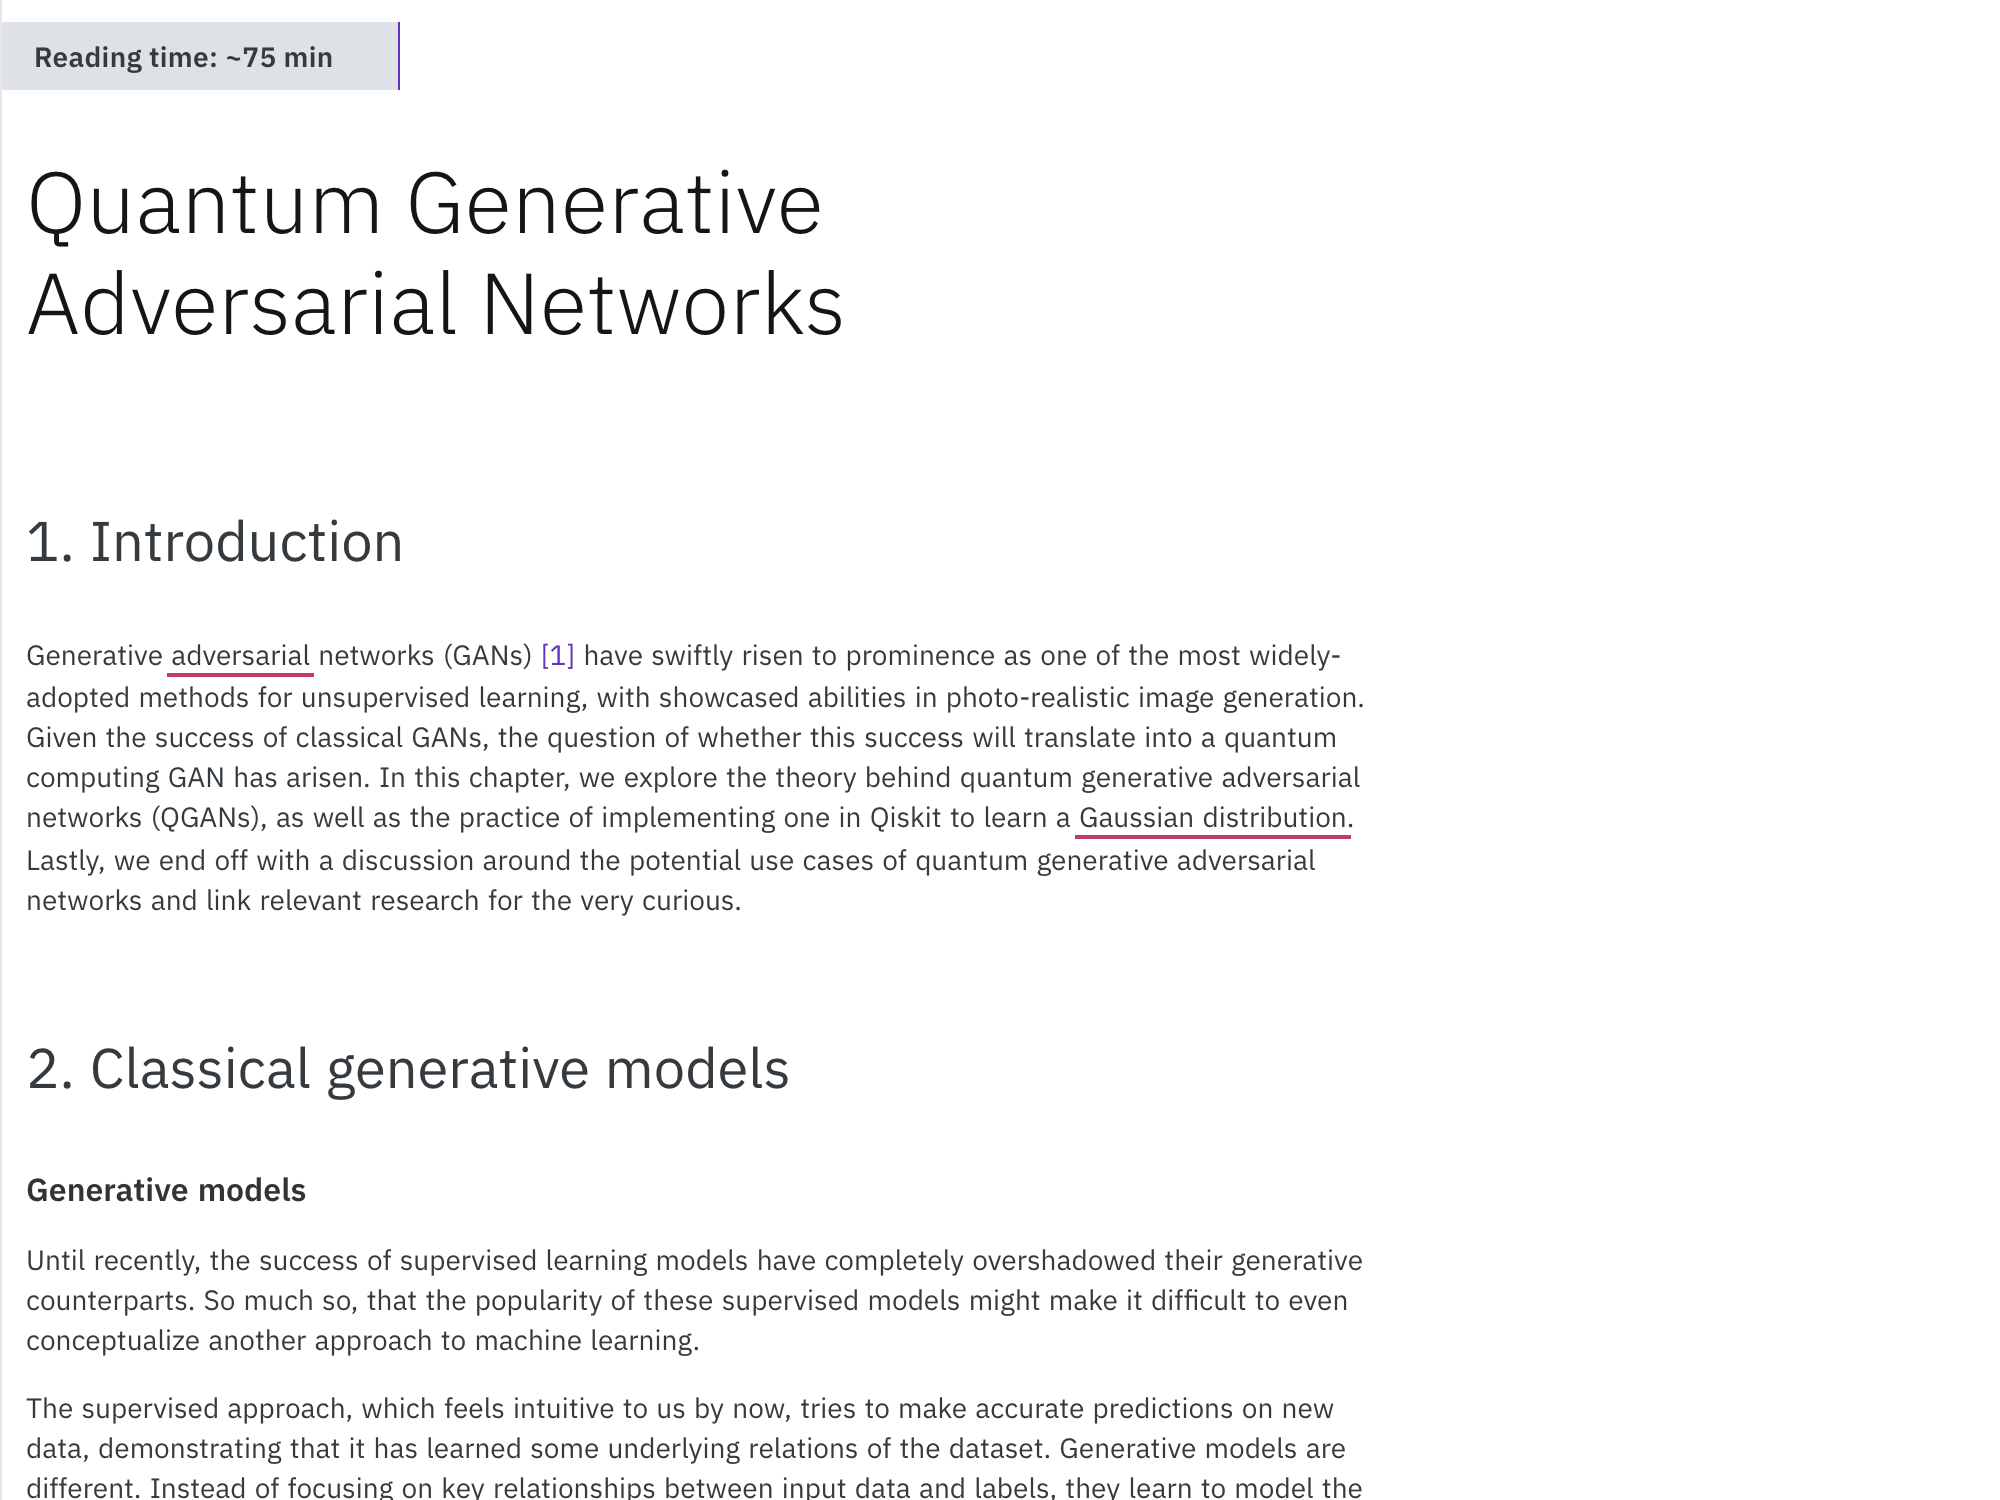 Reading time: ~75 min
Quantum Generative
Adversarial Networks
1. Introduction
Generative adversarial networks (GANs) [1] have swiftly risen to prominence as one of the most widely-
adopted methods for unsupervised learning, with showcased abilities in photo-realistic image generation.
Given the success of classical GANs, the question of whether this success will translate into a quantum
computing GAN has arisen. In this chapter, we explore the theory behind quantum generative adversarial
networks (QGANs), as well as the practice of implementing one in Qiskit to learn a Gaussian distribution.
Lastly, we end off with a discussion around the potential use cases of quantum generative adversarial
networks and link relevant research for the very curious.
2. Classical generative models
Generative models
Until recently, the success of supervised learning models have completely overshadowed their generative
counterparts. So much so, that the popularity of these supervised models might make it difficult to even
conceptualize another approach to machine learning.
The supervised approach, which feels intuitive to us by now, tries to make accurate predictions on new
data, demonstrating that it has learned some underlying relations of the dataset. Generative models are
different. Instead of focusing on key relationships between input data and labels, they learn to model the